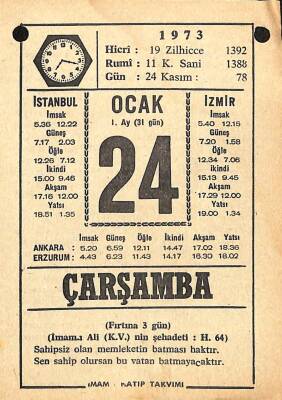 1973
Hicrî : 19 Zilhicce 1392
Rumî : 11 K. Sani 1388
Gün : 24 Kasım : 78
İSTANBUL
İmsak
5.36 12.22
Güneş
7.17 2.03
Öğle
12.26 7.12
İkindi
15.00 9.46
Akşam
17.16 12.00
Yatsı
18.51 1.35
OCAK
1. Ay (31 gün)
24
İZMİR
İmsak
5.40 12.15
Güneş
7.20 1.58
Öğle
12.34 7.06
İkindi
15.13 9.45
Akşam
17.29 12.00
Yatsı
19.00 1.34
İmsak Güneş Öğle İkindi Akşam Yatsı
ANKARA : 5.20 6.59 12.11 14.47 17.02 18.36
ERZURUM : 4.43 6.23 11.43 14.17 16.30 18.02
ÇARŞAMBA
(Fırtına 3 gün)
(İmam-ı Ali (K.V.) nin şehadeti : H. 64)
Sahipsiz olan memleketin batması haktır.
Sen sahip olursan bu vatan batmayacaktır.
İMAM - HATİP TAKVİMİ